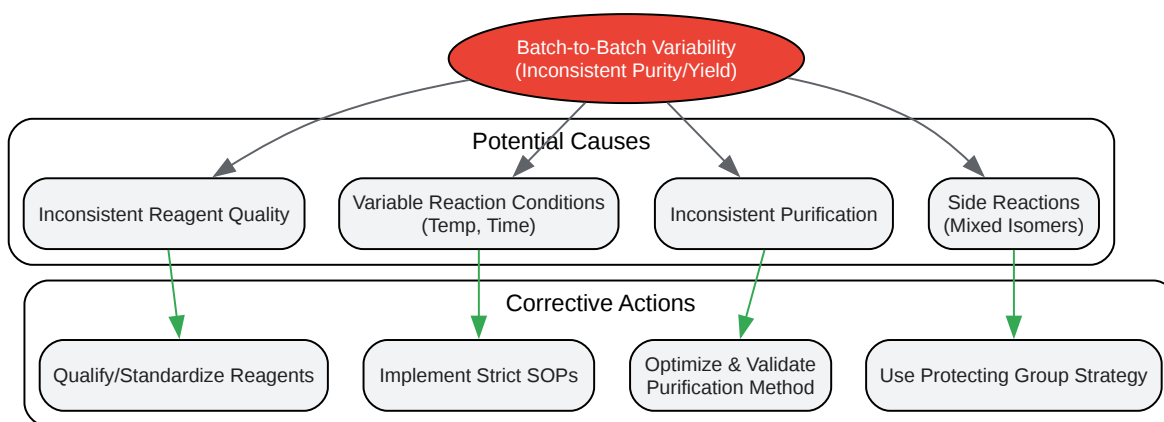 Batch-to-Batch Variability
(Inconsistent Purity/Yield)
Potential Causes
Inconsistent Reagent Quality
Variable Reaction Conditions
(Temp, Time)
Inconsistent Purification
Side Reactions
(Mixed Isomers)
Corrective Actions
Qualify/Standardize Reagents
Implement Strict SOPs
Optimize & Validate
Purification Method
Use Protecting Group Strategy